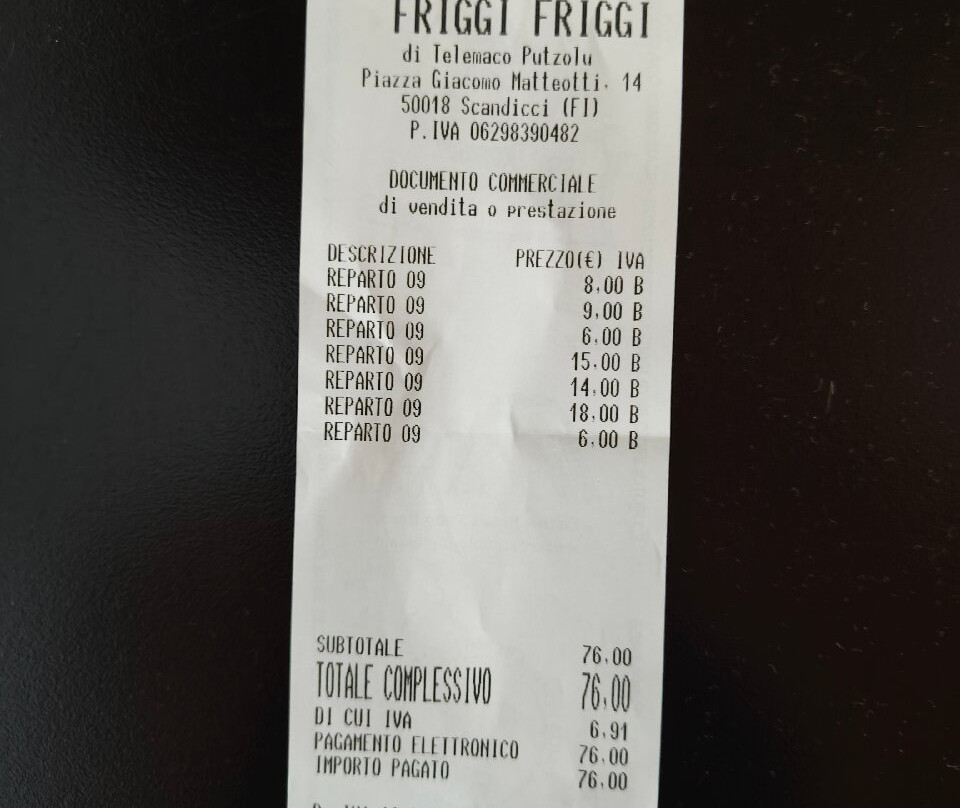 FRIGGI FRIGGI
di Telemaco Putzolu
Piazza Giacomo Matteotti, 14
50018 Scandicci (FI)
P.IVA 06298390482
DOCUMENTO COMMERCIALE
di vendita o prestazione
DESCRIZIONE PREZZO(€) IVA
REPARTO 09 8,00 B
REPARTO 09 9,00 B
REPARTO 09 6,00 B
REPARTO 09 15,00 B
REPARTO 09 14,00 B
REPARTO 09 18,00 B
REPARTO 09 6,00 B
SUBTOTALE 76,00
TOTALE COMPLESSIVO 76,00
DI CUI IVA 6,91
PAGAMENTO ELETTRONICO 76,00
IMPORTO PAGATO 76,00